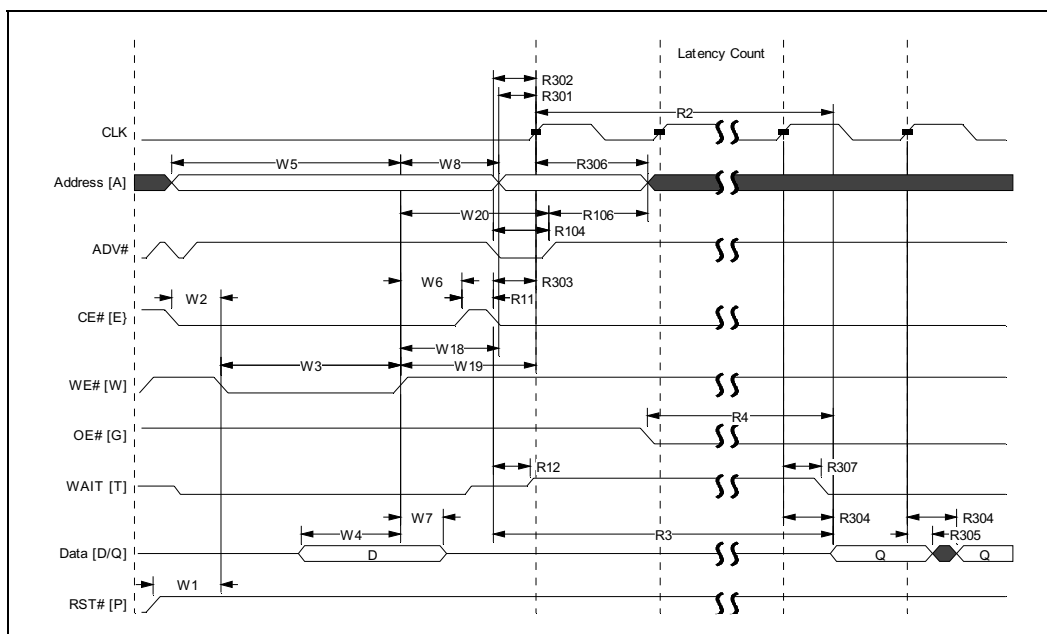 Latency Count
R302
R301
R2
CLK
W5
W8
R306
Address [A]
W20
R106
R104
ADV#
W6
R303
W2
R11
CE# [E}
W18
W3
W19
WE# [W]
R4
OE# [G]
R12
R307
WAIT [T]
W7
W4
R3
R304
R304
R305
Data [D/Q]
D
Q
Q
W1
RST# [P]